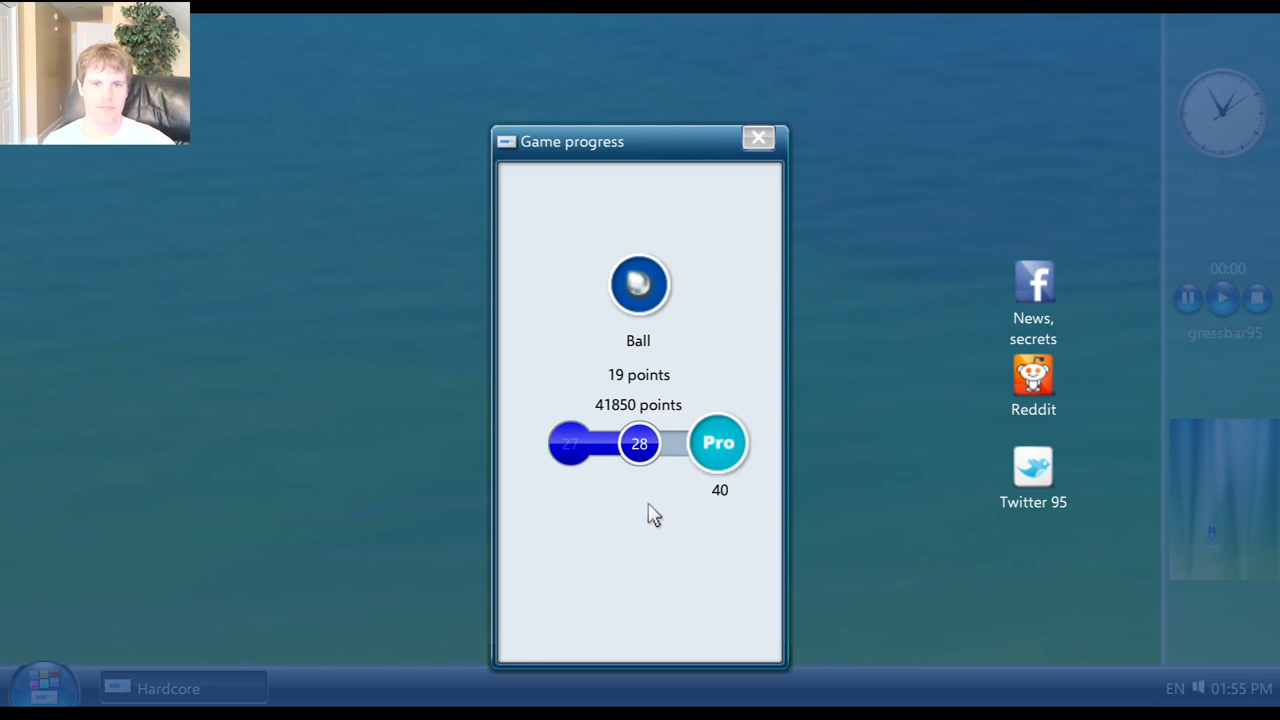 Game progress
Ball
19 points
41850 points
27
28
Pro
40
News,
secrets
Reddit
Twitter 95
00:00
gressbar95
Hardcore
EN
01:55 PM